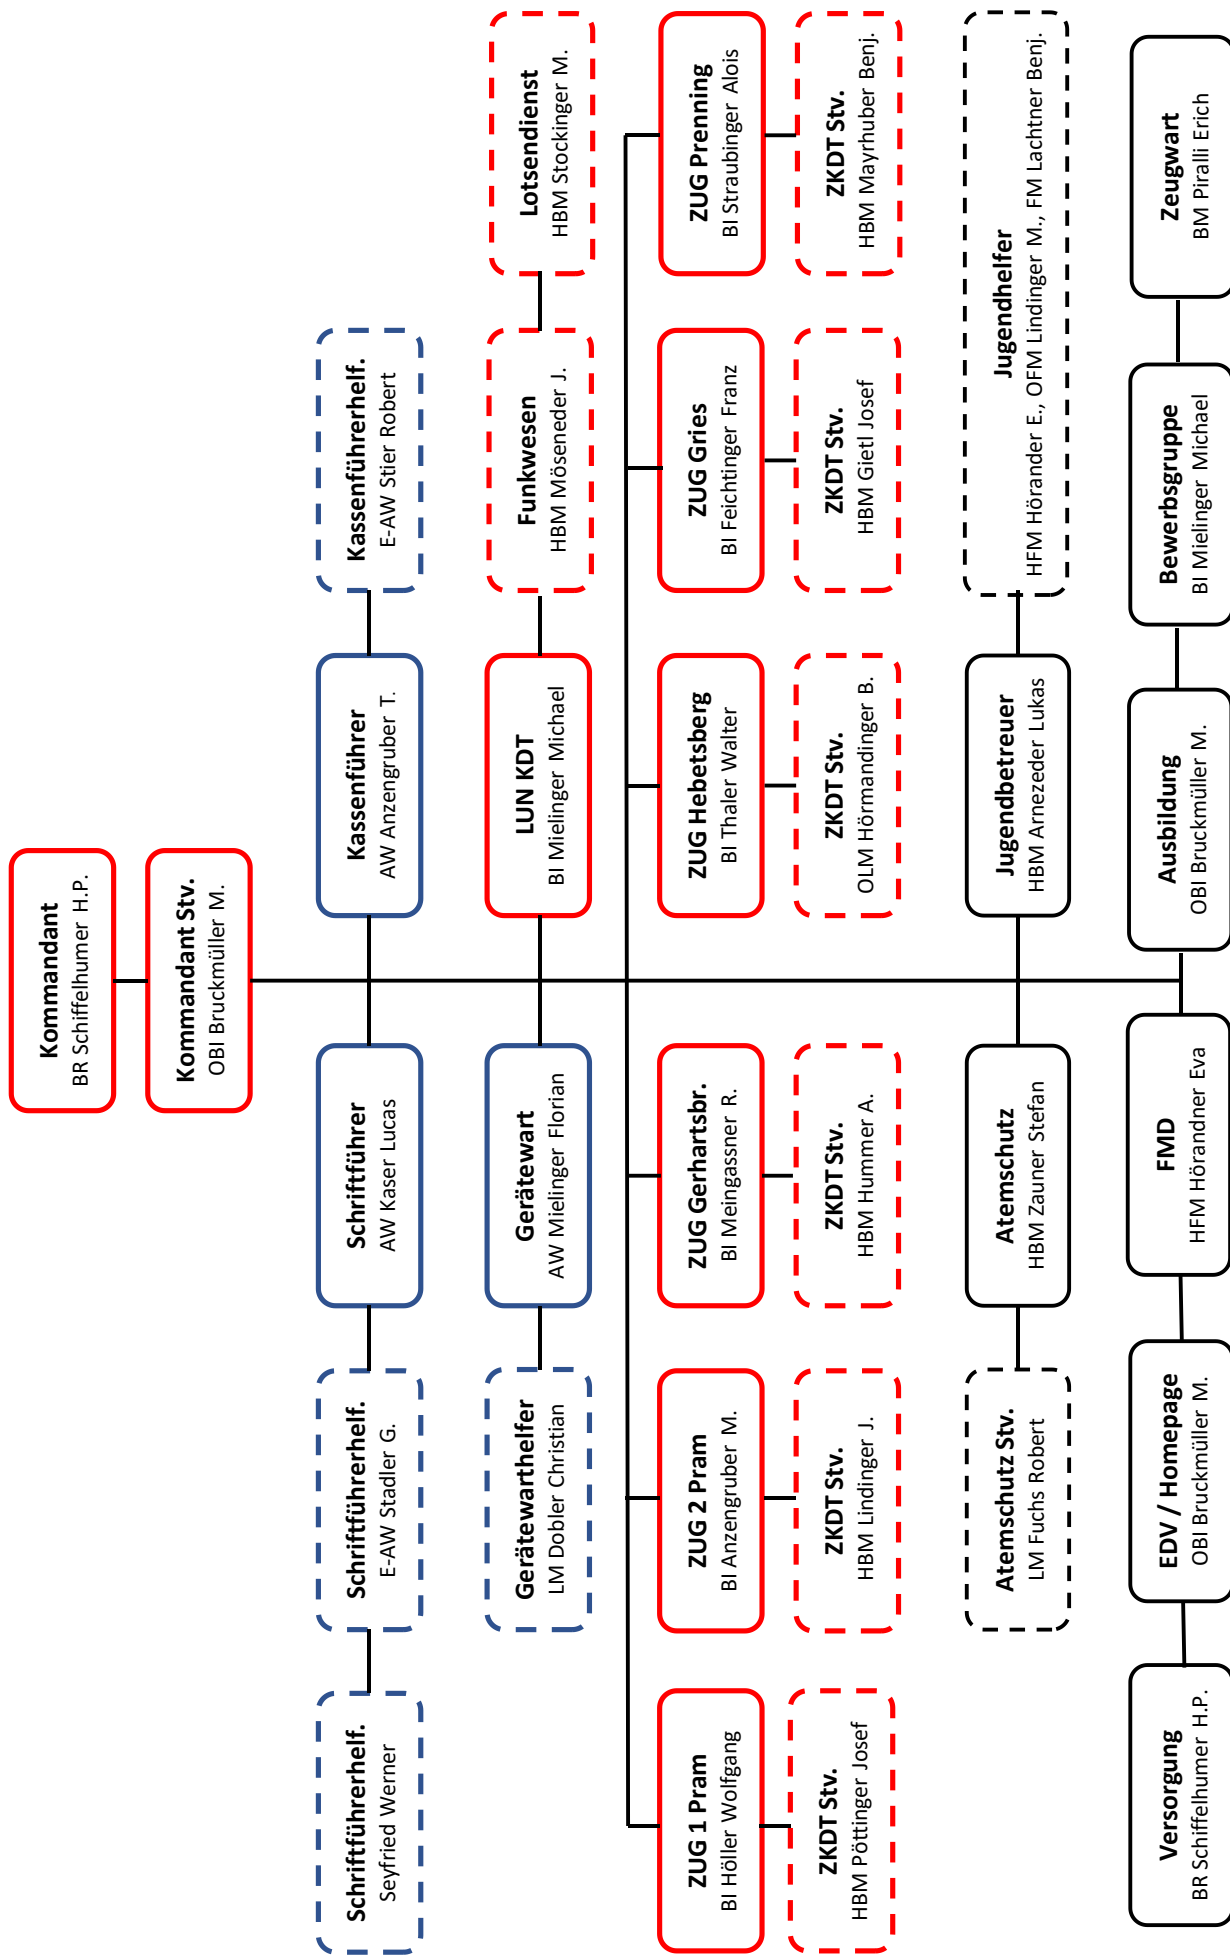 Kommandant
BR Schiffelhumer H.P.
Kommandant Stv.
OBI Bruckmüller M.
Schriftführerhelf.
Seyfried Werner
Schriftführerhelf.
E-AW Stadler G.
Schriftführer
AW Kaser Lucas
Kassenführer
AW Anzengruber T.
Kassenführerhelf.
E-AW Stier Robert
Gerätewarthelfer
LM Dobler Christian
Gerätewart
AW Mielinger Florian
LUN KDT
BI Mielinger Michael
Funkwesen
HBM Möseneder J.
Lotsendienst
HBM Stockinger M.
ZUG 1 Pram
BI Höller Wolfgang
ZUG 2 Pram
BI Anzengruber M.
ZUG Gerhartsbr.
BI Meingassner R.
ZUG Hebetsberg
BI Thaler Walter
ZUG Gries
BI Feichtinger Franz
ZUG Prenning
BI Straubinger Alois
ZKDT Stv.
HBM Pöttinger Josef
ZKDT Stv.
HBM Lindinger J.
ZKDT Stv.
HBM Hummer A.
ZKDT Stv.
OLM Hörmandinger B.
ZKDT Stv.
HBM Gietl Josef
ZKDT Stv.
HBM Mayrhuber Benj.
Atemschutz Stv.
LM Fuchs Robert
Atemschutz
HBM Zauner Stefan
Jugendbetreuer
HBM Arnezeder Lukas
Jugendhelfer
HFM Hörander E., OFM Lindinger M., FM Lachtner Benj.
Versorgung
BR Schiffelhumer H.P.
EDV / Homepage
OBI Bruckmüller M.
FMD
HFM Hörandner Eva
Ausbildung
OBI Bruckmüller M.
Bewerbsgruppe
BI Mielinger Michael
Zeugwart
BM Piralli Erich